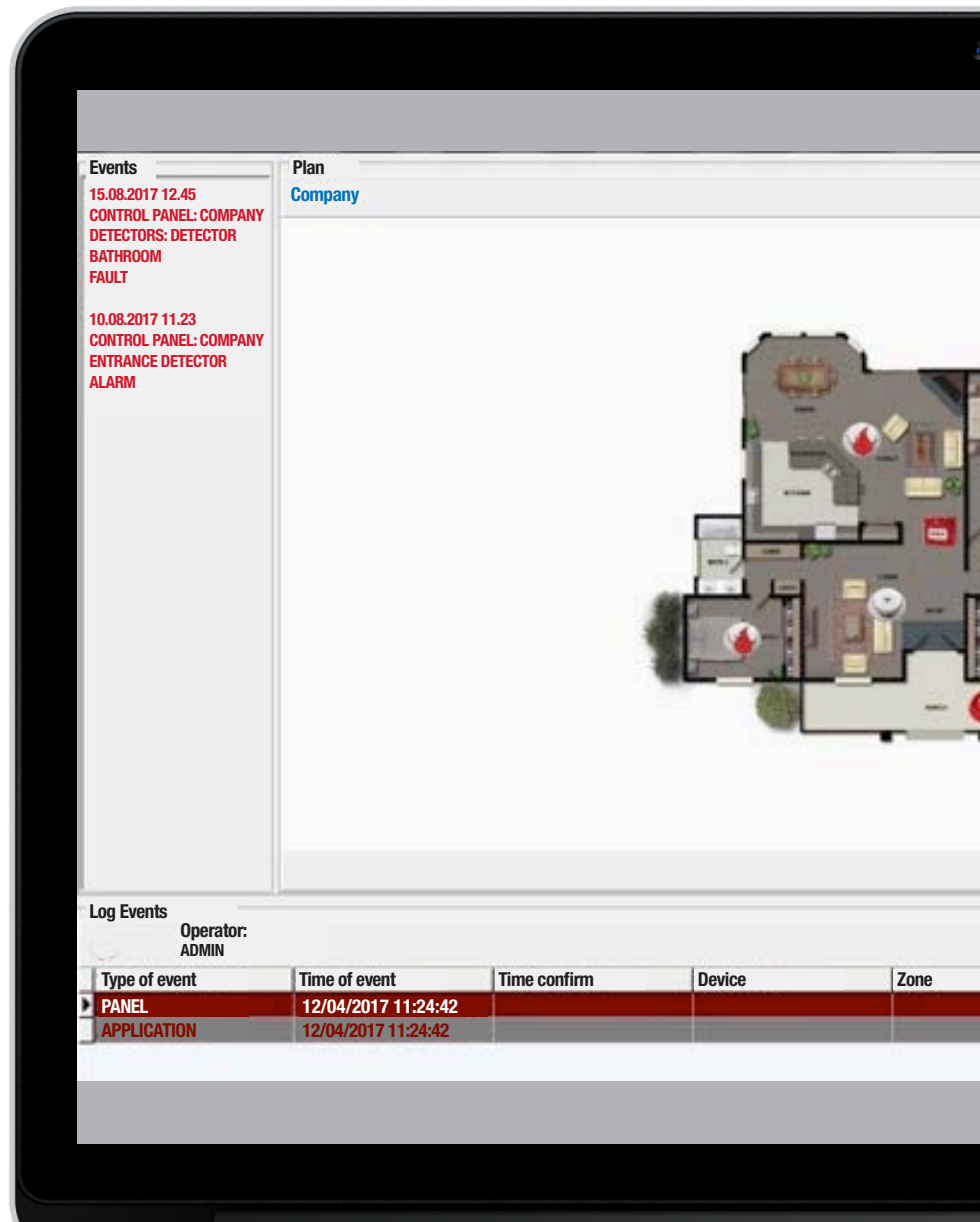 Events
15.08.2017 12.45
CONTROL PANEL: COMPANY
DETECTORS: DETECTOR
BATHROOM
FAULT
10.08.2017 11.23
CONTROL PANEL: COMPANY
ENTRANCE DETECTOR
ALARM
Plan
Company
KITCHEN
Log Events
Operator:
ADMIN
Type of event Time of event Time confirm Device Zone
PANEL 12/04/2017 11:24:42
APPLICATION 12/04/2017 11:24:42